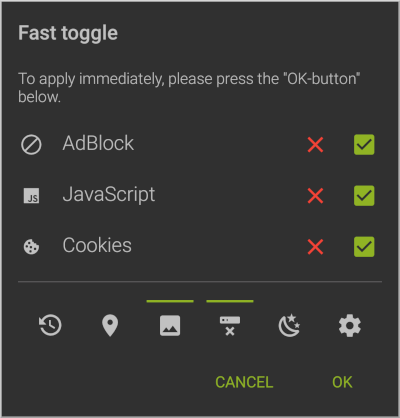 Fast toggle
To apply immediately, please press the "OK-button"
below.
AdBlock
JS JavaScript
Cookies
CANCEL OK